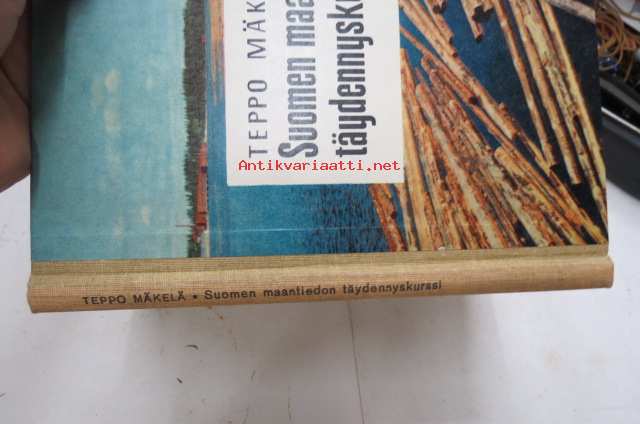 TEPPO MÄK
Suomen maa
täydennysk
Antikvariaatti.net
TEPPO MÄKELÄ • Suomen maantiedon täydennyskurssi